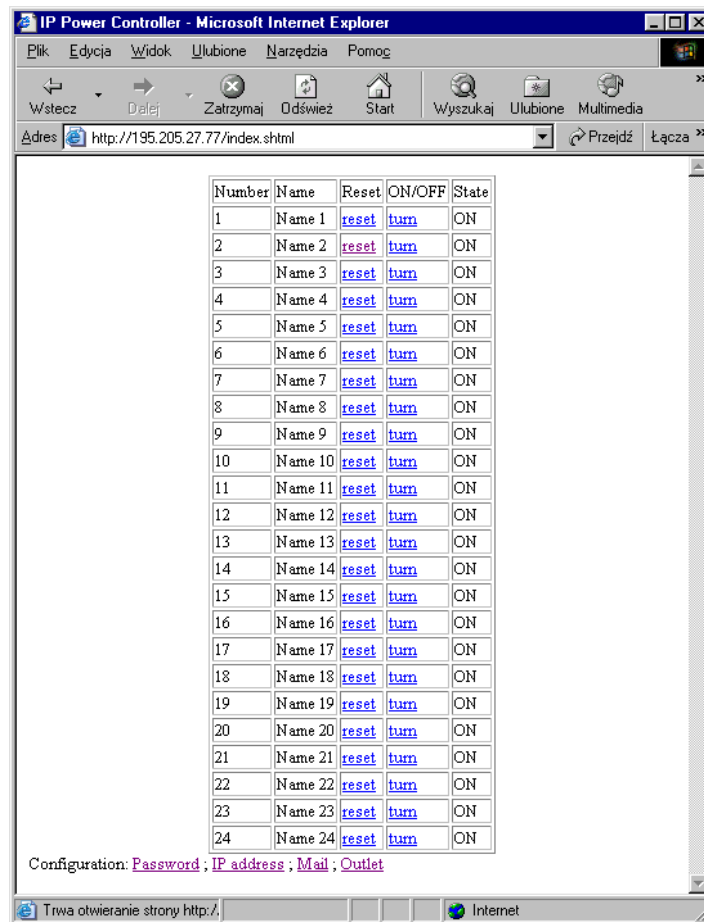 IP Power Controller - Microsoft Internet Explorer
Plik Edycja Widok Ulubione Narzędzia Pomoc
Wstecz Dalej Zatrzymaj Odśwież Start Wyszukaj Ulubione Multimedia »
Adres http://195.205.27.77/index.shtml Przejdź Łącza »
Number Name Reset ON/OFF State
1 Name 1 reset turn ON
2 Name 2 reset turn ON
3 Name 3 reset turn ON
4 Name 4 reset turn ON
5 Name 5 reset turn ON
6 Name 6 reset turn ON
7 Name 7 reset turn ON
8 Name 8 reset turn ON
9 Name 9 reset turn ON
10 Name 10 reset turn ON
11 Name 11 reset turn ON
12 Name 12 reset turn ON
13 Name 13 reset turn ON
14 Name 14 reset turn ON
15 Name 15 reset turn ON
16 Name 16 reset turn ON
17 Name 17 reset turn ON
18 Name 18 reset turn ON
19 Name 19 reset turn ON
20 Name 20 reset turn ON
21 Name 21 reset turn ON
22 Name 22 reset turn ON
23 Name 23 reset turn ON
24 Name 24 reset turn ON
Configuration: Password ; IP address ; Mail ; Outlet
Trwa otwieranie strony http:/. Internet